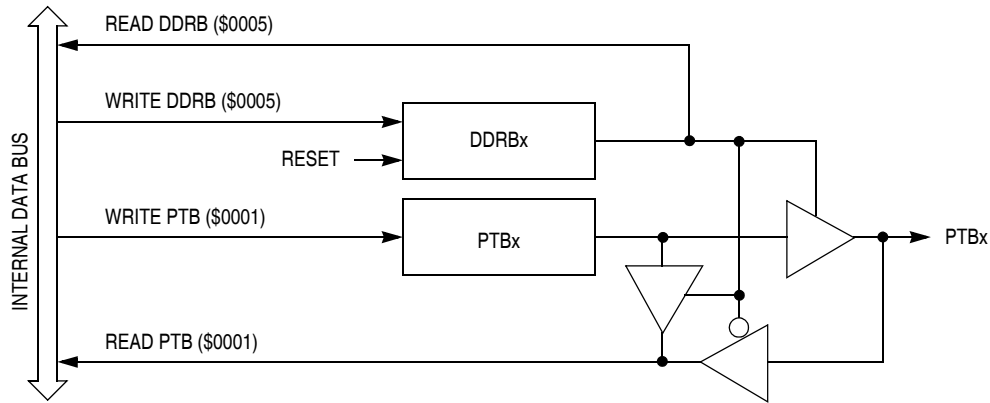 READ DDRB ($0005)
WRITE DDRB ($0005)
DDRBx
RESET
INTERNAL DATA BUS
WRITE PTB ($0001)
PTBx
PTBx
READ PTB ($0001)